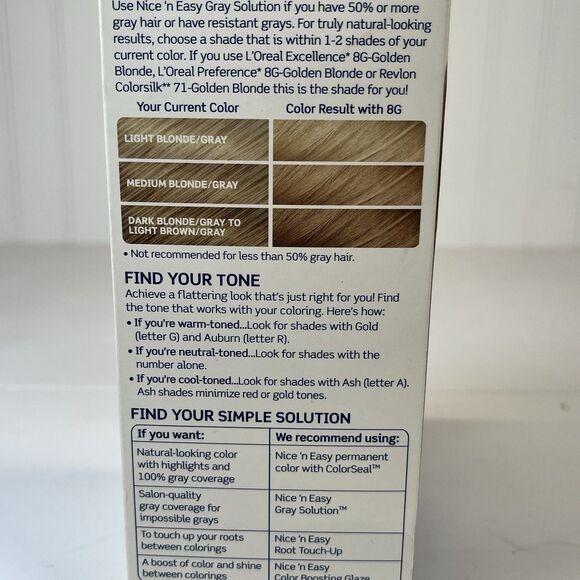 Use Nice 'n Easy Gray Solution if you have 50% or more
gray hair or have resistant grays. For truly natural-looking
results, choose a shade that is within 1-2 shades of your
current color. If you use L'Oreal Excellence* 8G-Golden
Blonde, L'Oreal Preference* 8G-Golden Blonde or Revlon
Colorsilk** 71-Golden Blonde this is the shade for you!
Your Current Color Color Result with 8G
LIGHT BLONDE/GRAY
MEDIUM BLONDE/GRAY
DARK BLONDE/GRAY TO
LIGHT BROWN/GRAY
• Not recommended for less than 50% gray hair.
FIND YOUR TONE
Achieve a flattering look that's just right for you! Find
the tone that works with your coloring. Here's how:
• If you're warm-toned...Look for shades with Gold
(letter G) and Auburn (letter R).
• If you're neutral-toned...Look for shades with the
number alone.
• If you're cool-toned...Look for shades with Ash (letter A).
Ash shades minimize red or gold tones.
FIND YOUR SIMPLE SOLUTION
If you want: We recommend using:
Natural-looking color
with highlights and
100% gray coverage
Nice 'n Easy permanent
color with ColorSeal™
Salon-quality
gray coverage for
impossible grays
Nice 'n Easy
Gray Solution™
To touch up your roots
between colorings
Nice 'n Easy
Root Touch-Up
A boost of color and shine
between colorings
Nice 'n Easy
Color Boosting Glaze